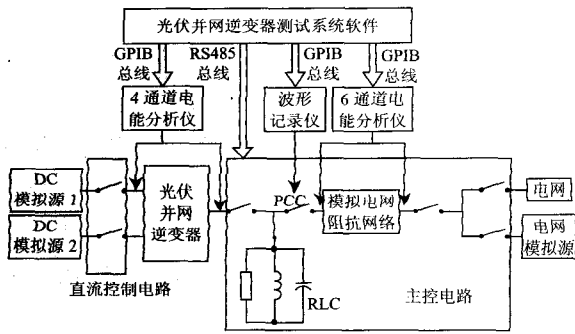 光伏并网逆变器测试系统软件
GPIB
总线
RS485
总线
GPIB
总线
GPIB
总线
4 通道电
能分析仪
波形
记录仪
6 通道电
能分析仪
DC
模拟源 1
DC
模拟源 2
光伏
并网
逆变器
PCC
模拟电网
阻抗网络
电网
电网
模拟源
直流控制电路
RLC
主控电路